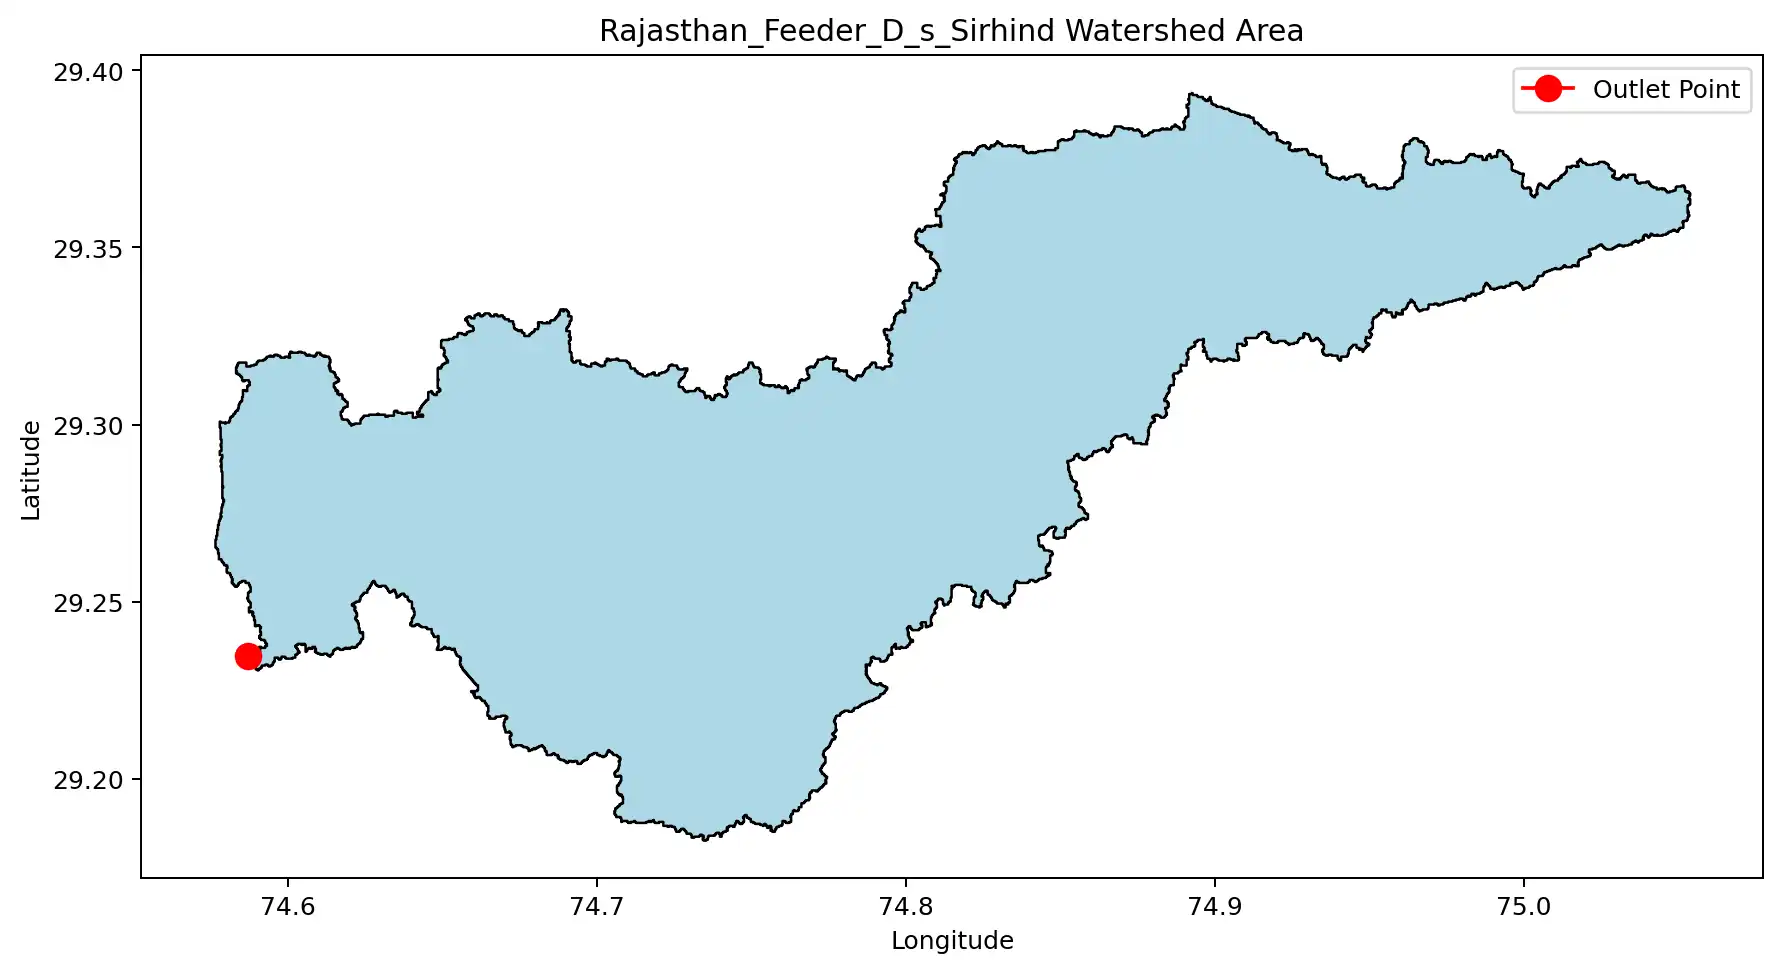 Rajasthan_Feeder_D_s_Sirhind Watershed Area
Outlet Point
29.40
29.35
29.30
29.25
29.20
Latitude
74.6 74.7 74.8 74.9 75.0
Longitude